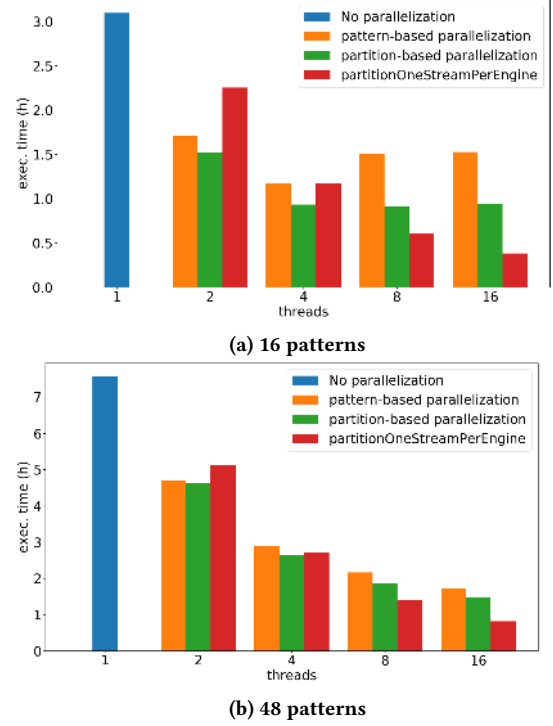 No parallelization
pattern-based parallelization
partition-based parallelization
partitionOneStreamPerEngine
exec. time (h)
3.0
2.5
2.0
1.5
1.0
0.5
0.0
1 2 4 8 16
threads
(a) 16 patterns
No parallelization
pattern-based parallelization
partition-based parallelization
partitionOneStreamPerEngine
exec. time (h)
7
6
5
4
3
2
1
0
1 2 4 8 16
threads
(b) 48 patterns